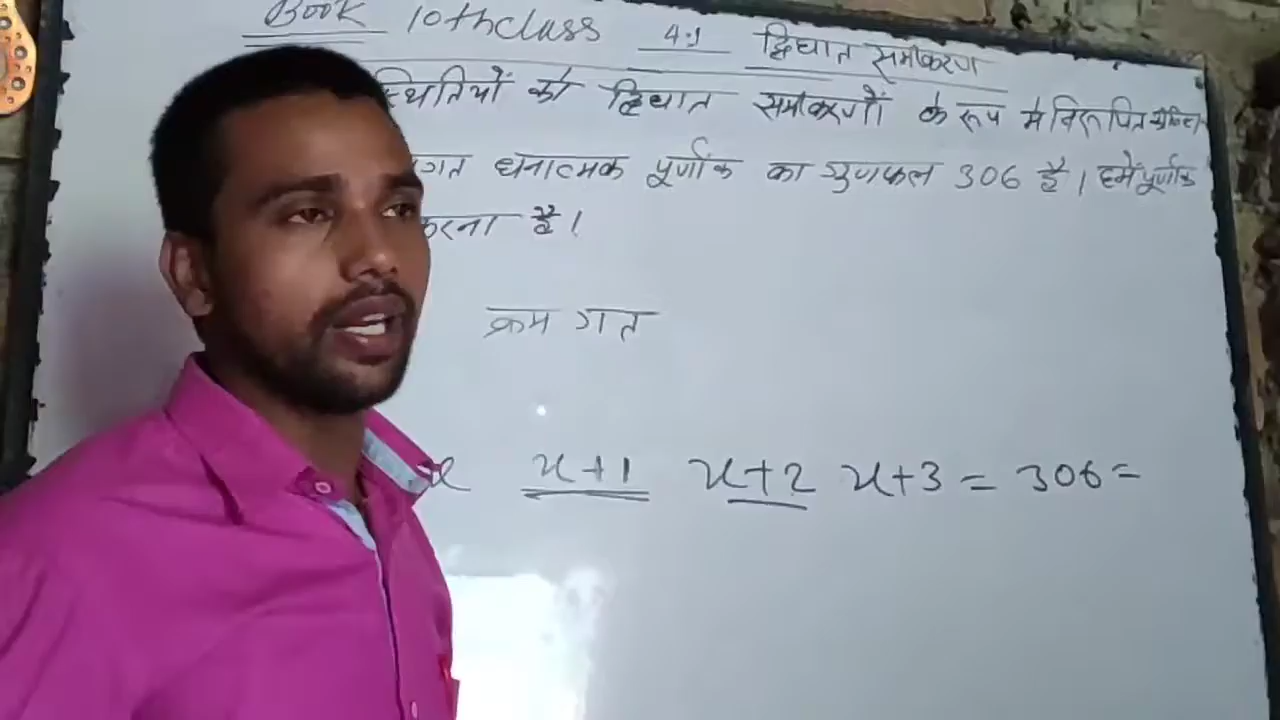 Book 10th class 4.1 द्विघात समीकरण
स्थितियों को द्विघात समीकरणों के रूप मे निरूपित कीजिए
गत धनात्मक पूर्णांक का गुणफल 306 है। हमें पूर्णांक
करना है।
क्रम गत
x x+1 x+2 x+3 = 306 =